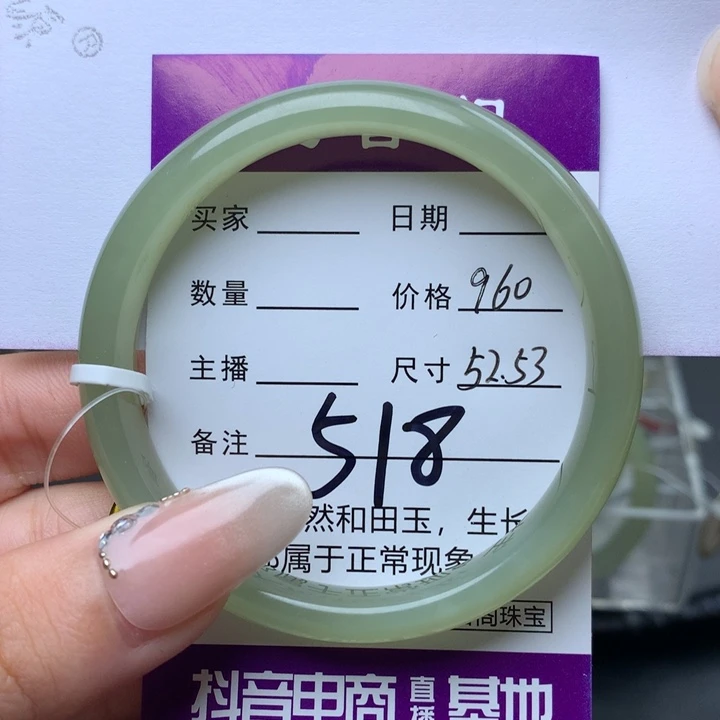 ®
买家 日期
数量 价格 960
主播 尺寸 52.53
备注 518
然和田玉，生长
属于正常现象
阁珠宝
抖音电商直播基地